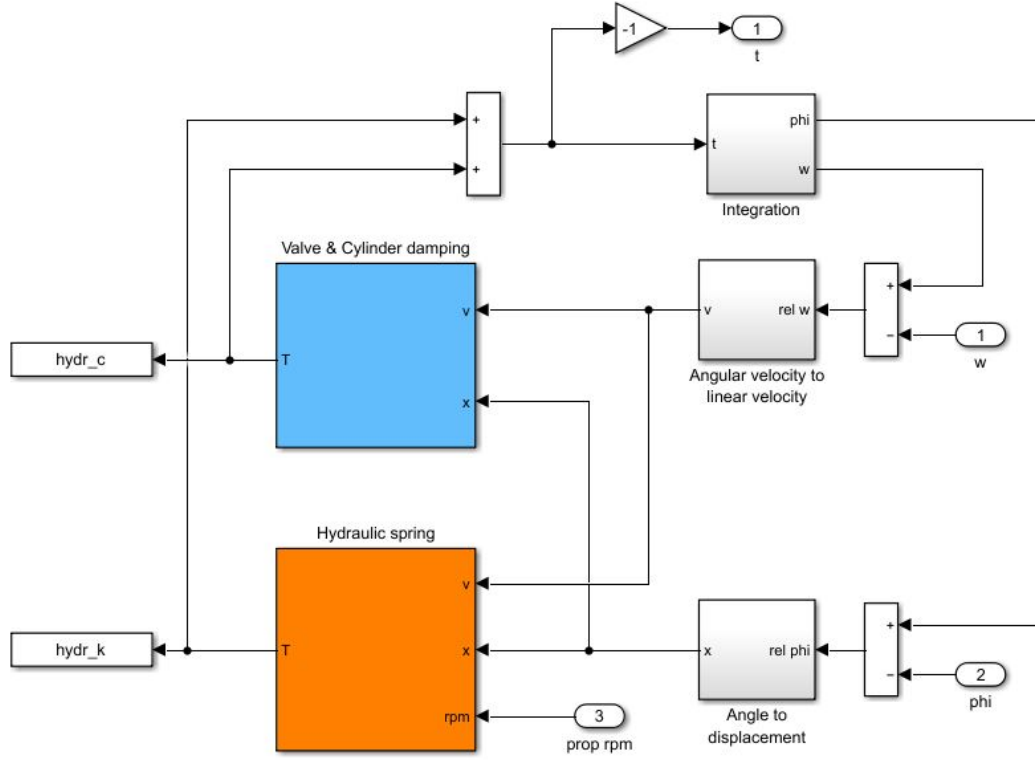 -1
1
t
+
+
t
phi
w
Integration
Valve & Cylinder damping
v
x
T
hydr_c
v
rel w
Angular velocity to
linear velocity
+
−
1
w
Hydraulic spring
v
x
rpm
T
hydr_k
3
prop rpm
x
rel phi
Angle to
displacement
+
−
2
phi